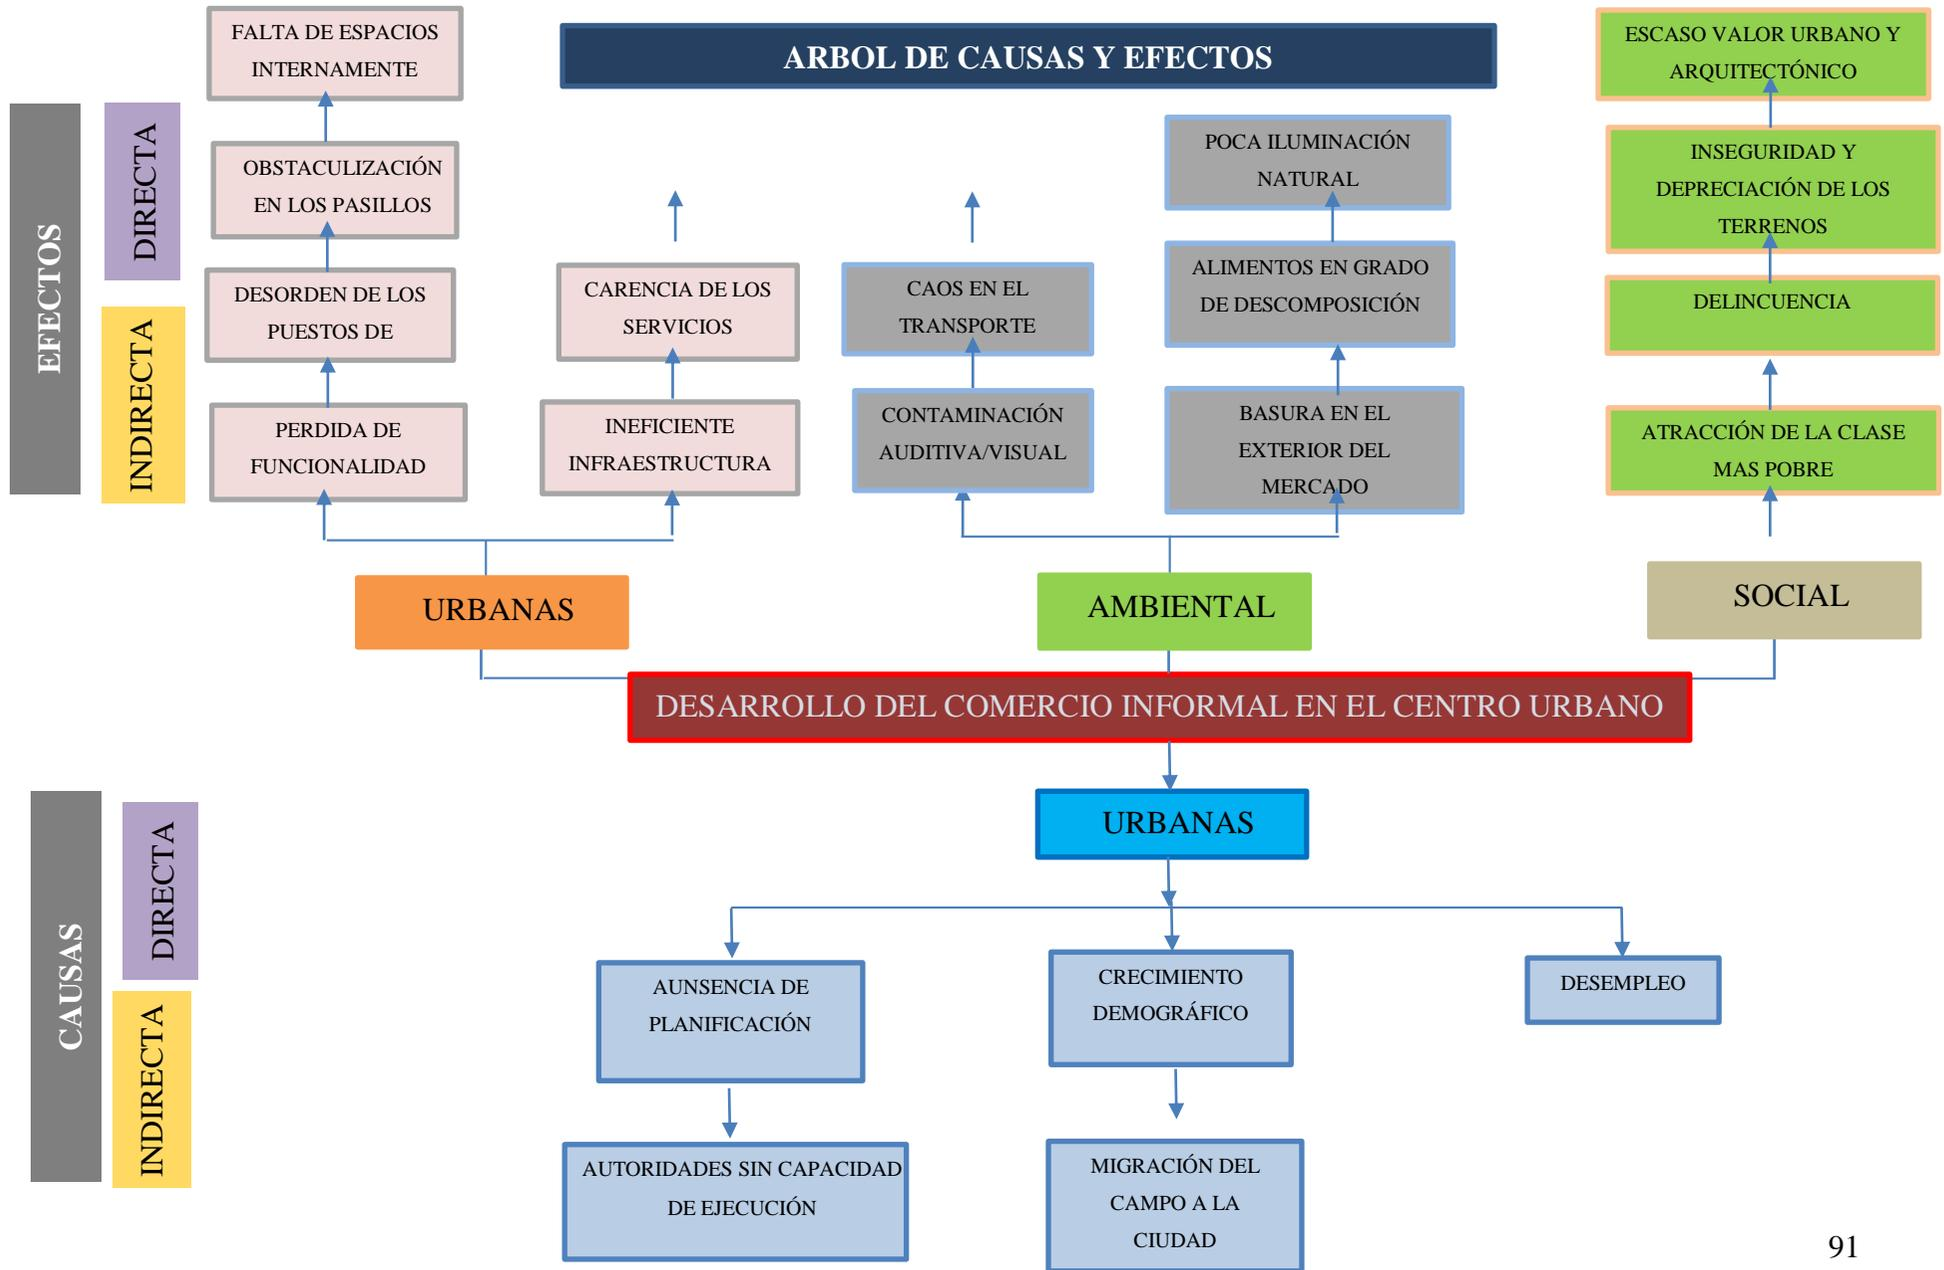 ARBOL DE CAUSAS Y EFECTOS
EFECTOS
DIRECTA
INDIRECTA
FALTA DE ESPACIOS
INTERNAMENTE
OBSTACULIZACIÓN
EN LOS PASILLOS
DESORDEN DE LOS
PUESTOS DE
PERDIDA DE
FUNCIONALIDAD
CARENCIA DE LOS
SERVICIOS
INEFICIENTE
INFRAESTRUCTURA
CAOS EN EL
TRANSPORTE
CONTAMINACIÓN
AUDITIVA/VISUAL
POCA ILUMINACIÓN
NATURAL
ALIMENTOS EN GRADO
DE DESCOMPOSICIÓN
BASURA EN EL
EXTERIOR DEL
MERCADO
ESCASO VALOR URBANO Y
ARQUITECTÓNICO
INSEGURIDAD Y
DEPRECIACIÓN DE LOS
TERRENOS
DELINCUENCIA
ATRACCIÓN DE LA CLASE
MAS POBRE
URBANAS
AMBIENTAL
SOCIAL
DESARROLLO DEL COMERCIO INFORMAL EN EL CENTRO URBANO
URBANAS
CAUSAS
DIRECTA
INDIRECTA
AUNSENCIA DE
PLANIFICACIÓN
CRECIMIENTO
DEMOGRÁFICO
DESEMPLEO
AUTORIDADES SIN CAPACIDAD
DE EJECUCIÓN
MIGRACIÓN DEL
CAMPO A LA
CIUDAD
91